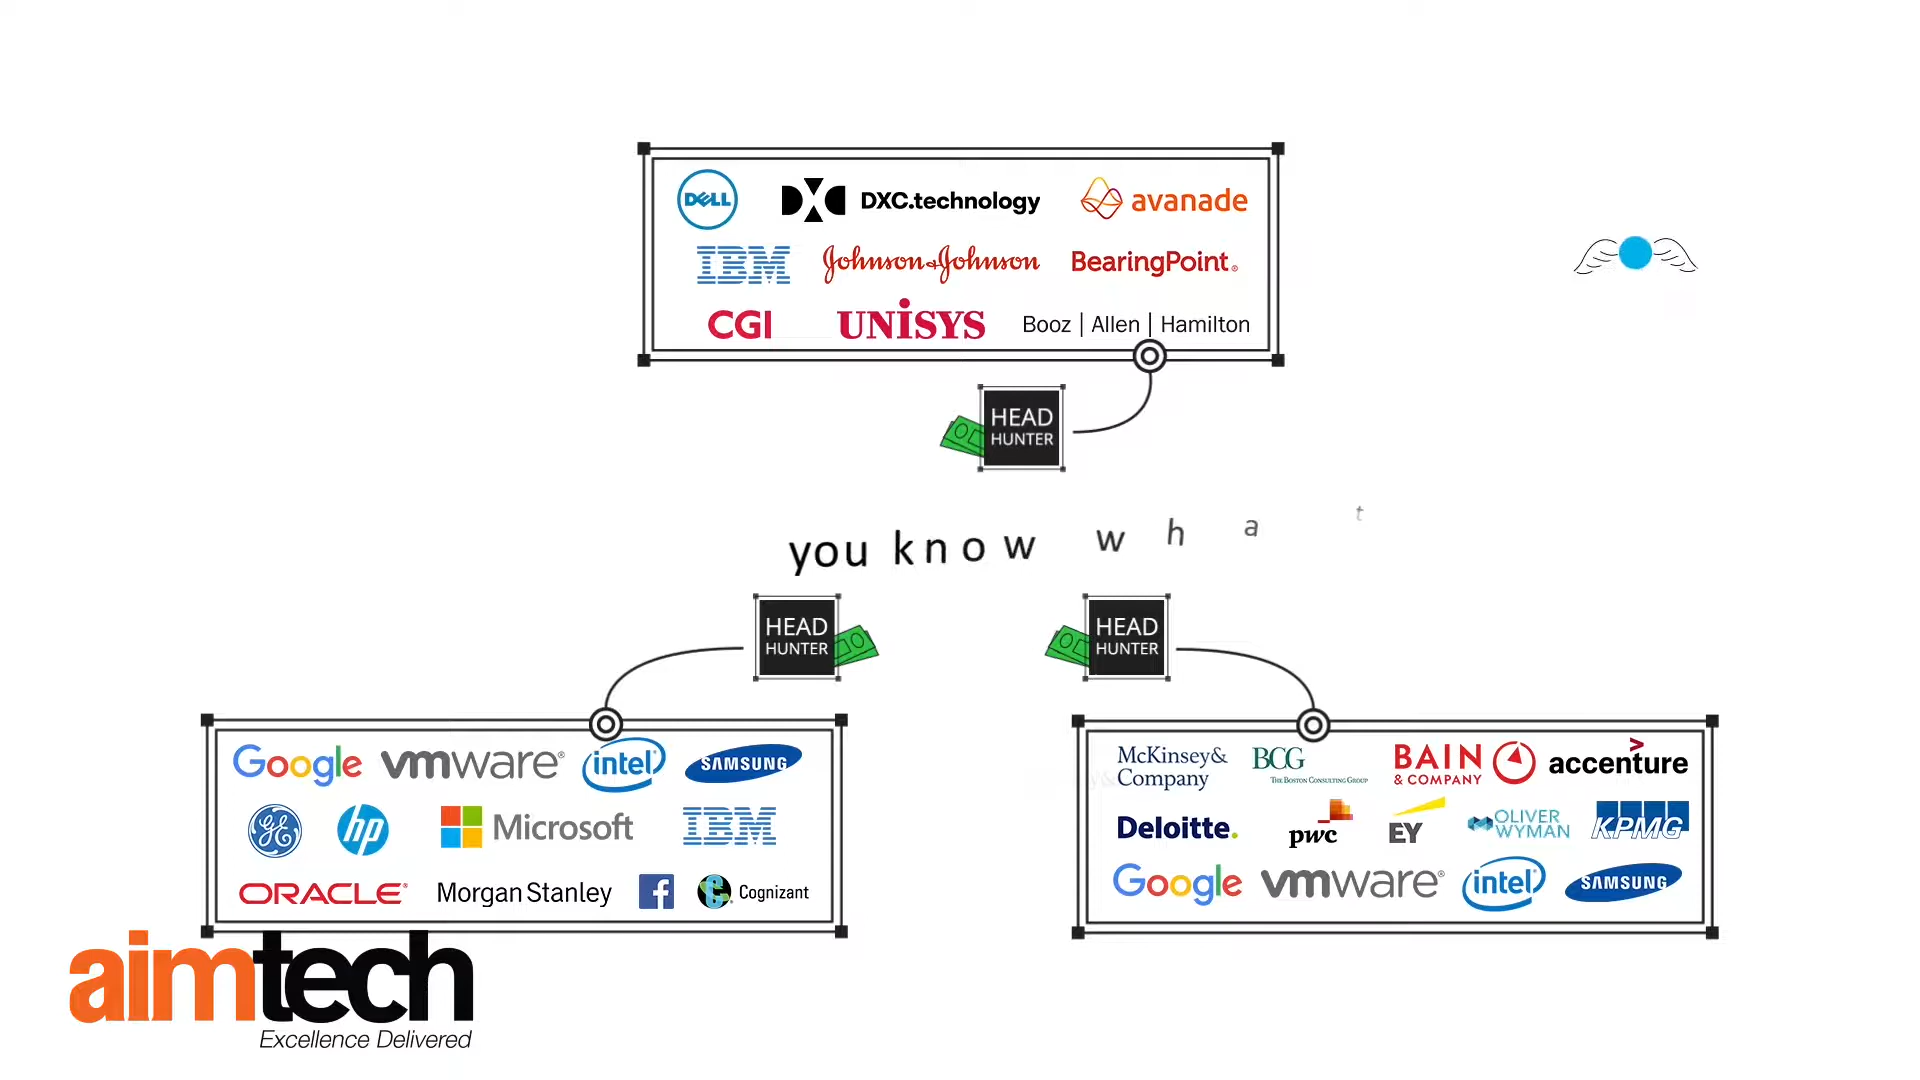 DELL DXC.technology avanade
IBM Johnson & Johnson BearingPoint®
CGI UNiSYS Booz | Allen | Hamilton
HEAD
HUNTER
you know what
HEAD
HUNTER
HEAD
HUNTER
Google vmware® intel® SAMSUNG
GE hp Microsoft IBM
ORACLE® Morgan Stanley f Cognizant
McKinsey&
Company
BCG
THE BOSTON CONSULTING GROUP
BAIN
& COMPANY
accenture
Deloitte. pwc EY OLIVER
WYMAN
KPMG
Google vmware® intel® SAMSUNG
aimtech
Excellence Delivered